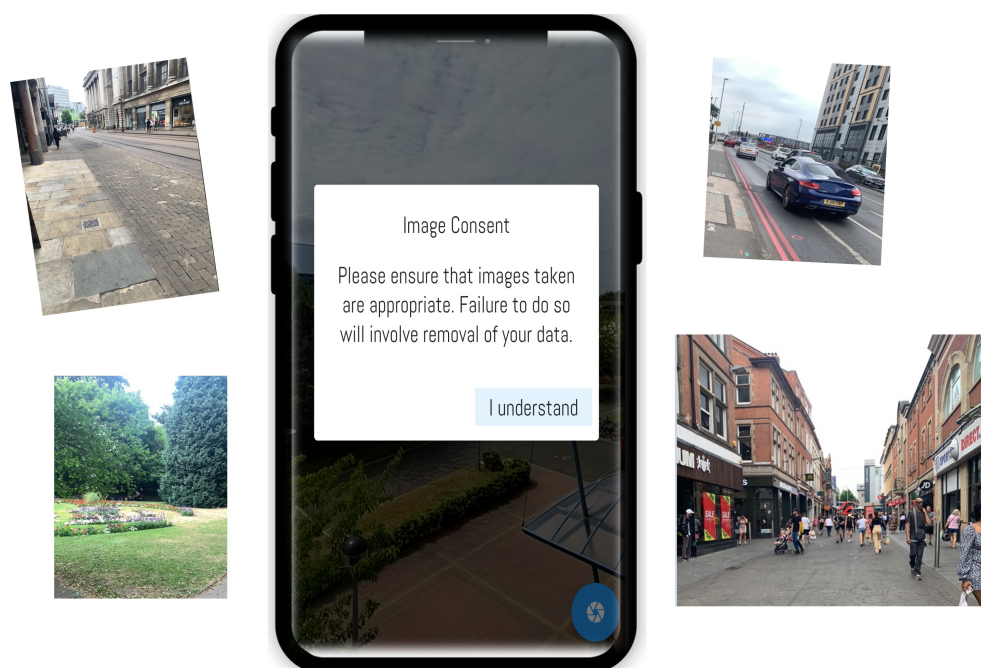 Image Consent
Please ensure that images taken
are appropriate. Failure to do so
will involve removal of your data.
I understand
SALE
SALE
DIRECT
JD